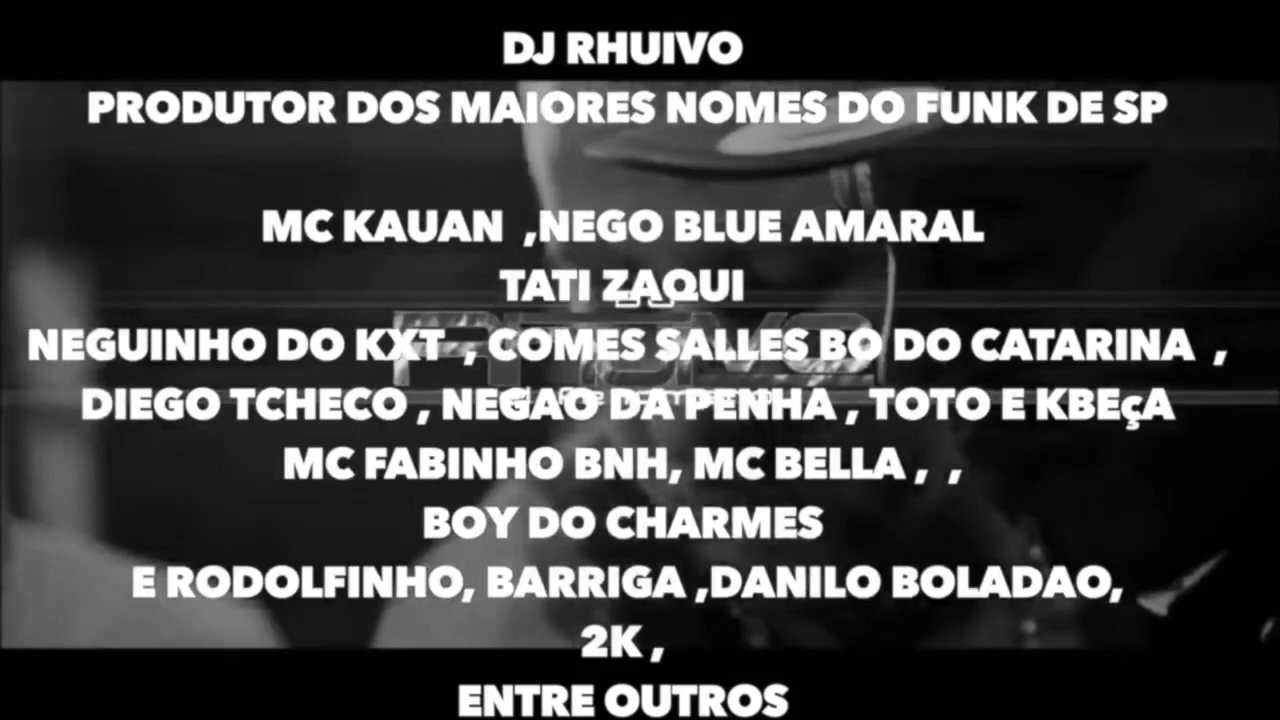 DJ RHUIVO
PRODUTOR DOS MAIORES NOMES DO FUNK DE SP
MC KAUAN ,NEGO BLUE AMARAL
TATI ZAQUI
NEGUINHO DO KXT , COMES SALLES BO DO CATARINA ,
DIEGO TCHECO , NEGAO DA PENHA , TOTO E KBEçA
MC FABINHO BNH, MC BELLA , ,
BOY DO CHARMES
E RODOLFINHO, BARRIGA ,DANILO BOLADAO,
2K ,
ENTRE OUTROS